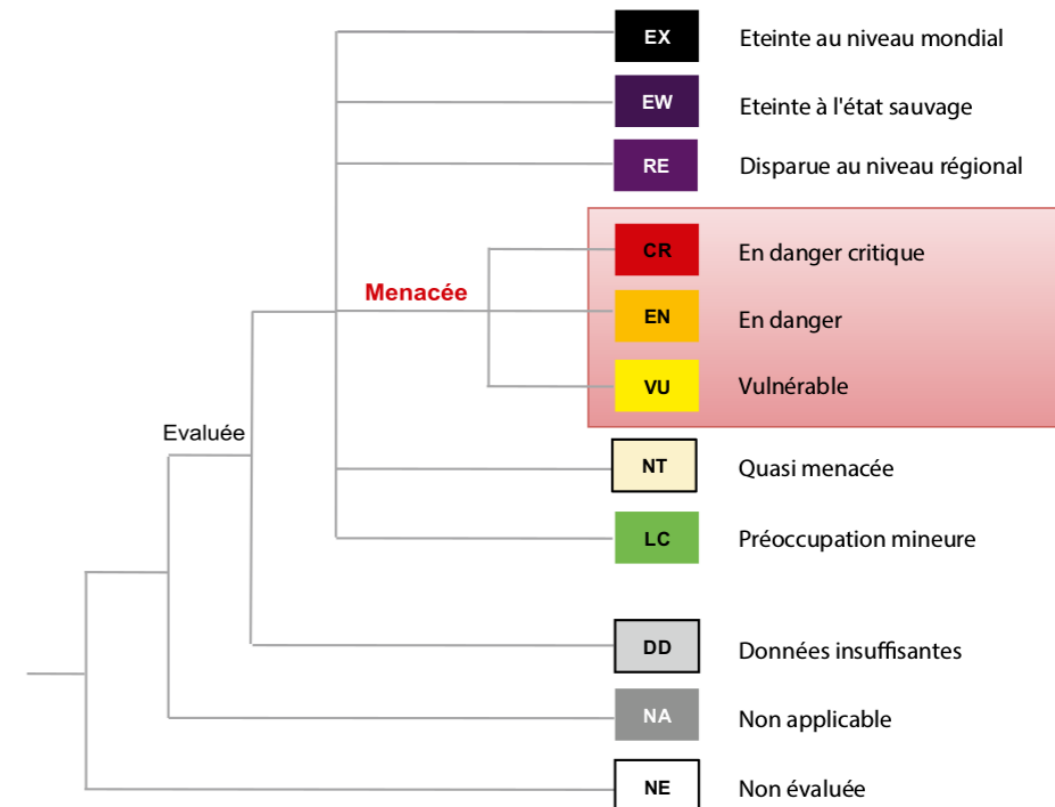 EX Eteinte au niveau mondial
EW Eteinte à l'état sauvage
RE Disparue au niveau régional
CR En danger critique
Menacée
EN En danger
VU Vulnérable
Evaluée
NT Quasi menacée
LC Préoccupation mineure
DD Données insuffisantes
NA Non applicable
NE Non évaluée